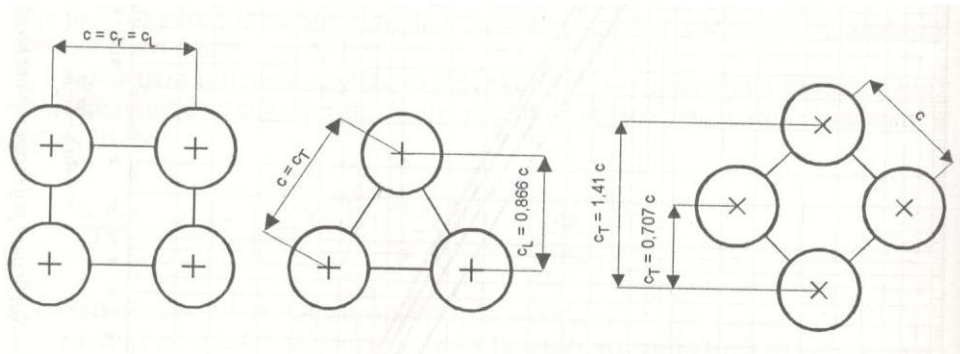 c = c_r = c_L
c = c_T
c_L = 0,866 c
c_T = 1,41 c
c_T = 0,707 c
c